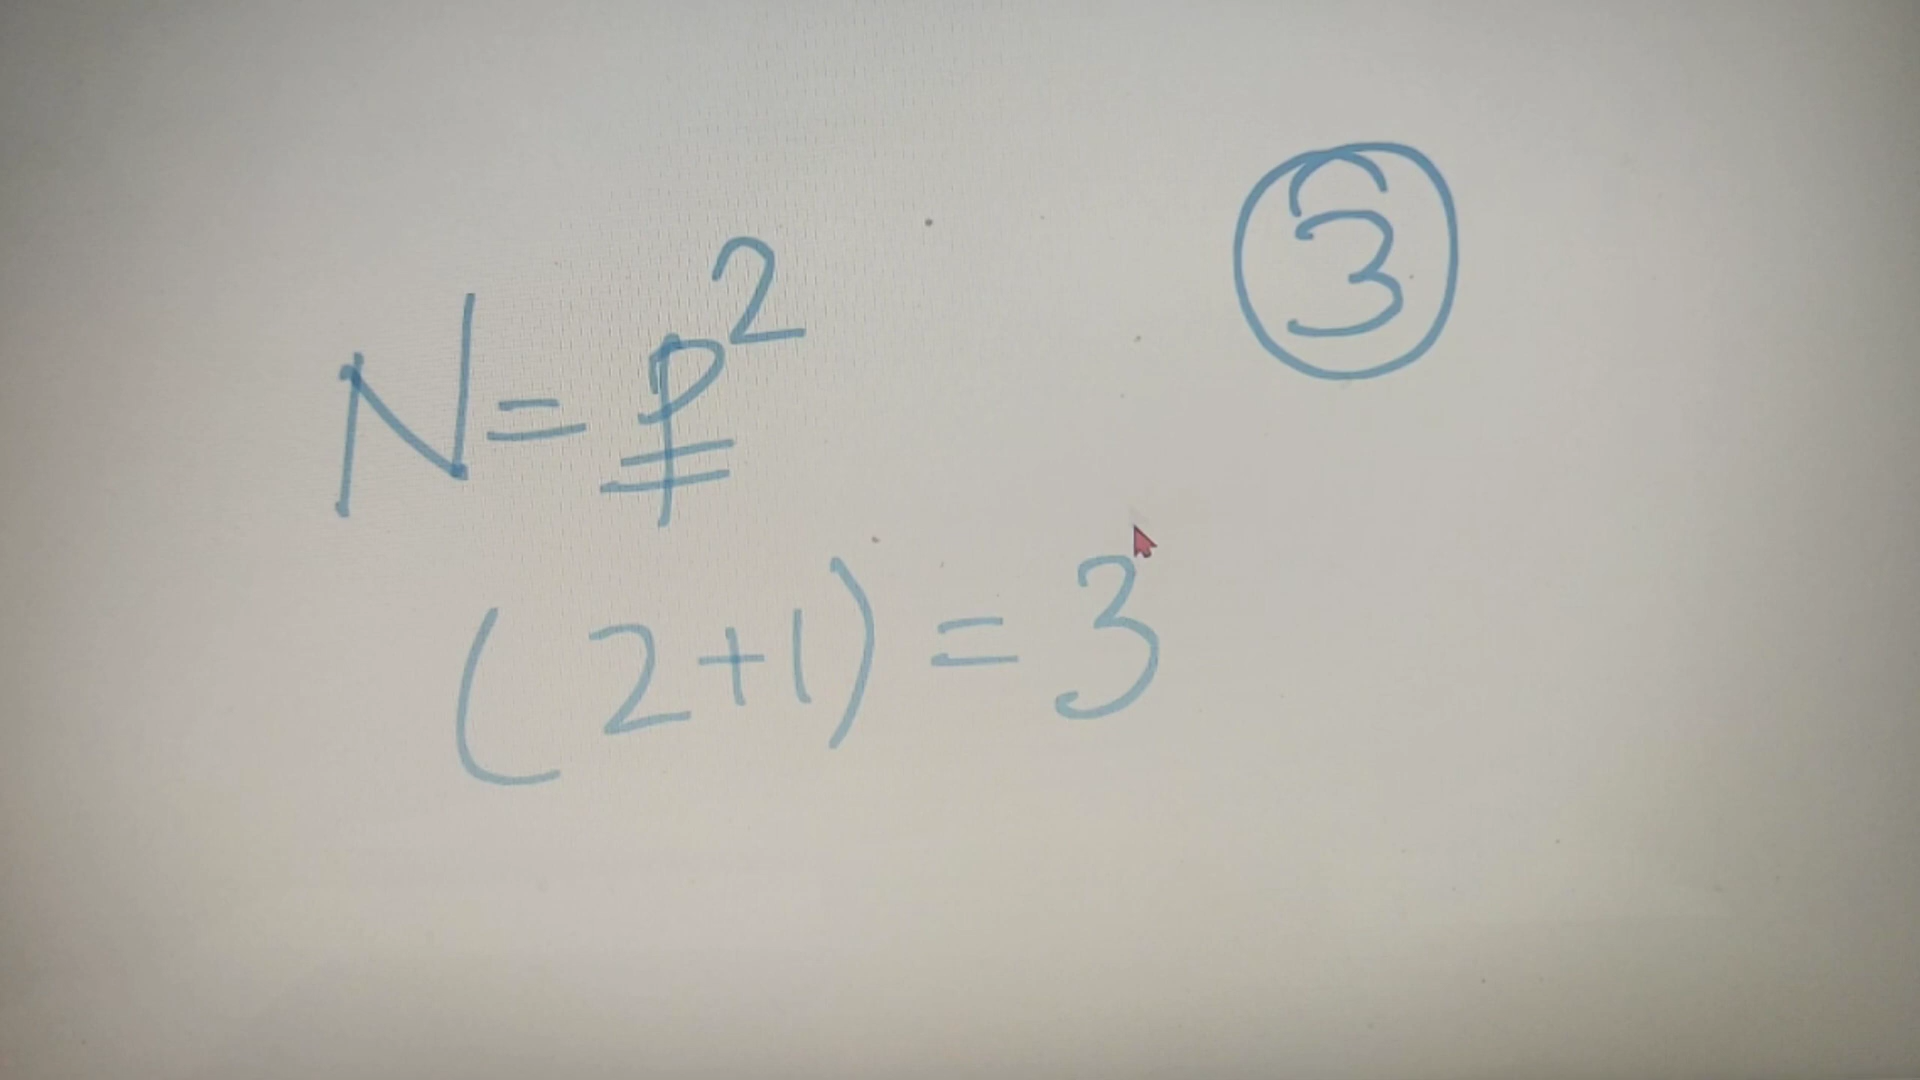 3
N = p²
(2+1) = 3